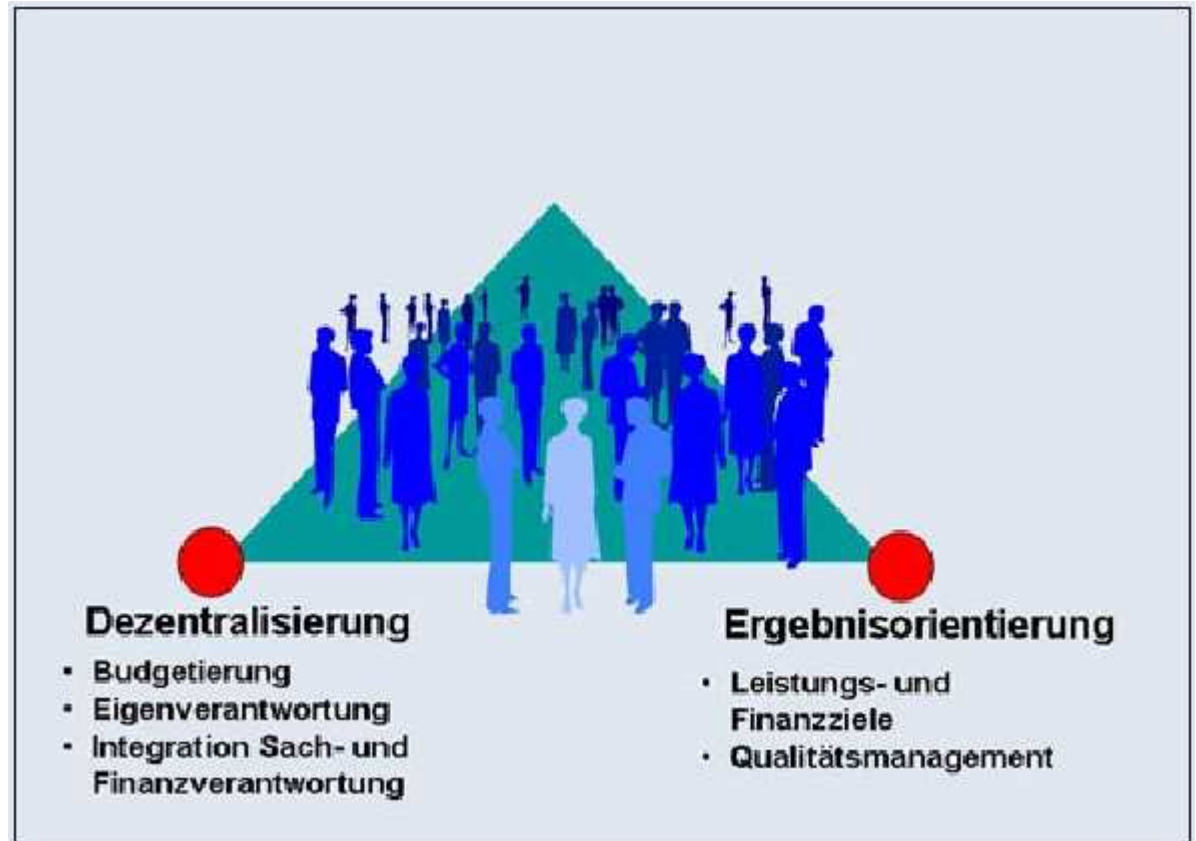 Dezentralisierung
• Budgetierung
• Eigenverantwortung
• Integration Sach- und
Finanzverantwortung
Ergebnisorientierung
• Leistungs- und
Finanzziele
• Qualitätsmanagement